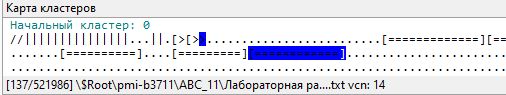 Карта кластеров
Начальный кластер: 0
//|||||||||||||||...||.[>[>>.............................[=============][==
.......[==========]....[=========][============]........................
........................................................................
[137/521986] \$Root\pmi-b3711\ABC_11\Лабораторная ра....txt vcn: 14